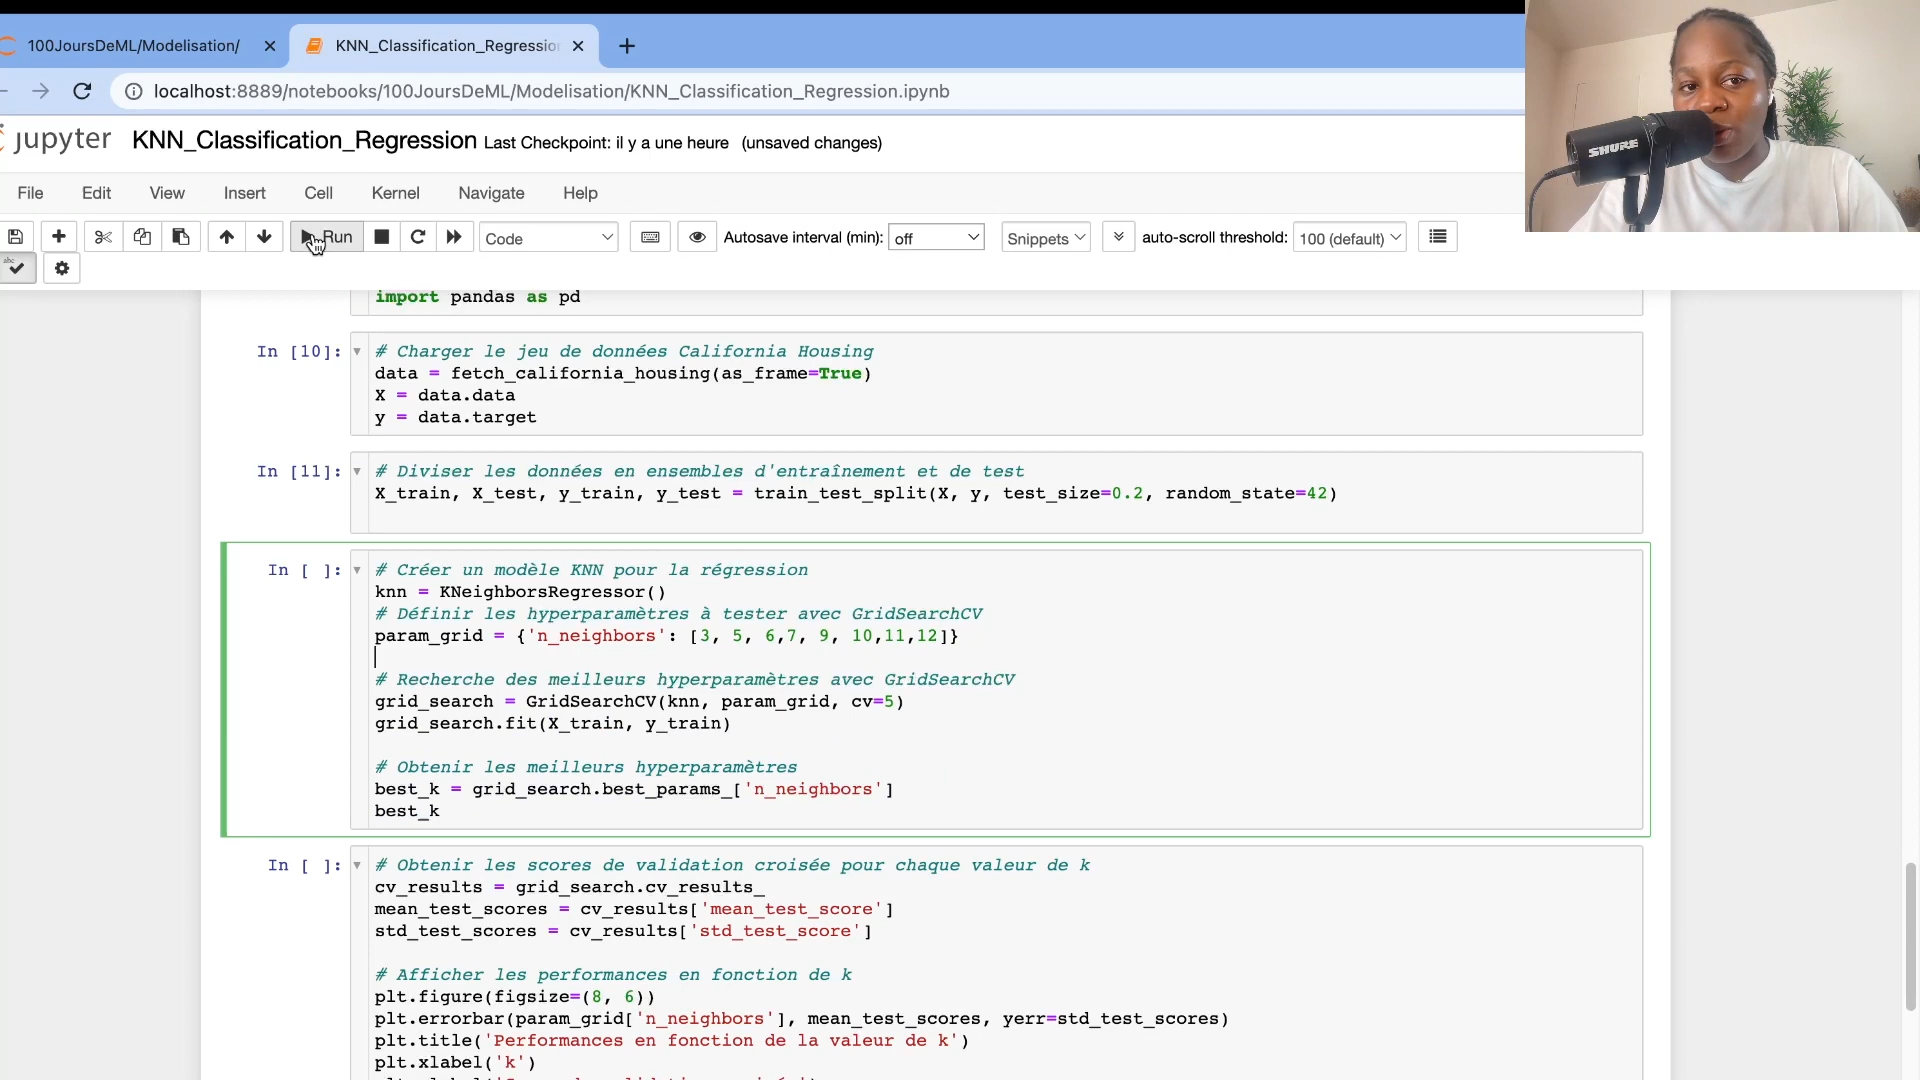 100JoursDeML/Modelisation/
KNN_Classification_Regressio
localhost:8889/notebooks/100JoursDeML/Modelisation/KNN_Classification_Regression.ipynb
jupyter KNN_Classification_Regression Last Checkpoint: il y a une heure (unsaved changes)
File Edit View Insert Cell Kernel Navigate Help
Run Code Autosave interval (min): off Snippets auto-scroll threshold: 100 (default)
abc
SHURE
import pandas as pd
In [10]: # Charger le jeu de données California Housing
data = fetch_california_housing(as_frame=True)
X = data.data
y = data.target
In [11]: # Diviser les données en ensembles d'entraînement et de test
X_train, X_test, y_train, y_test = train_test_split(X, y, test_size=0.2, random_state=42)
In [ ]: # Créer un modèle KNN pour la régression
knn = KNeighborsRegressor()
# Définir les hyperparamètres à tester avec GridSearchCV
param_grid = {'n_neighbors': [3, 5, 6,7, 9, 10,11,12]}
# Recherche des meilleurs hyperparamètres avec GridSearchCV
grid_search = GridSearchCV(knn, param_grid, cv=5)
grid_search.fit(X_train, y_train)
# Obtenir les meilleurs hyperparamètres
best_k = grid_search.best_params_['n_neighbors']
best_k
In [ ]: # Obtenir les scores de validation croisée pour chaque valeur de k
cv_results = grid_search.cv_results_
mean_test_scores = cv_results['mean_test_score']
std_test_scores = cv_results['std_test_score']
# Afficher les performances en fonction de k
plt.figure(figsize=(8, 6))
plt.errorbar(param_grid['n_neighbors'], mean_test_scores, yerr=std_test_scores)
plt.title('Performances en fonction de la valeur de k')
plt.xlabel('k')